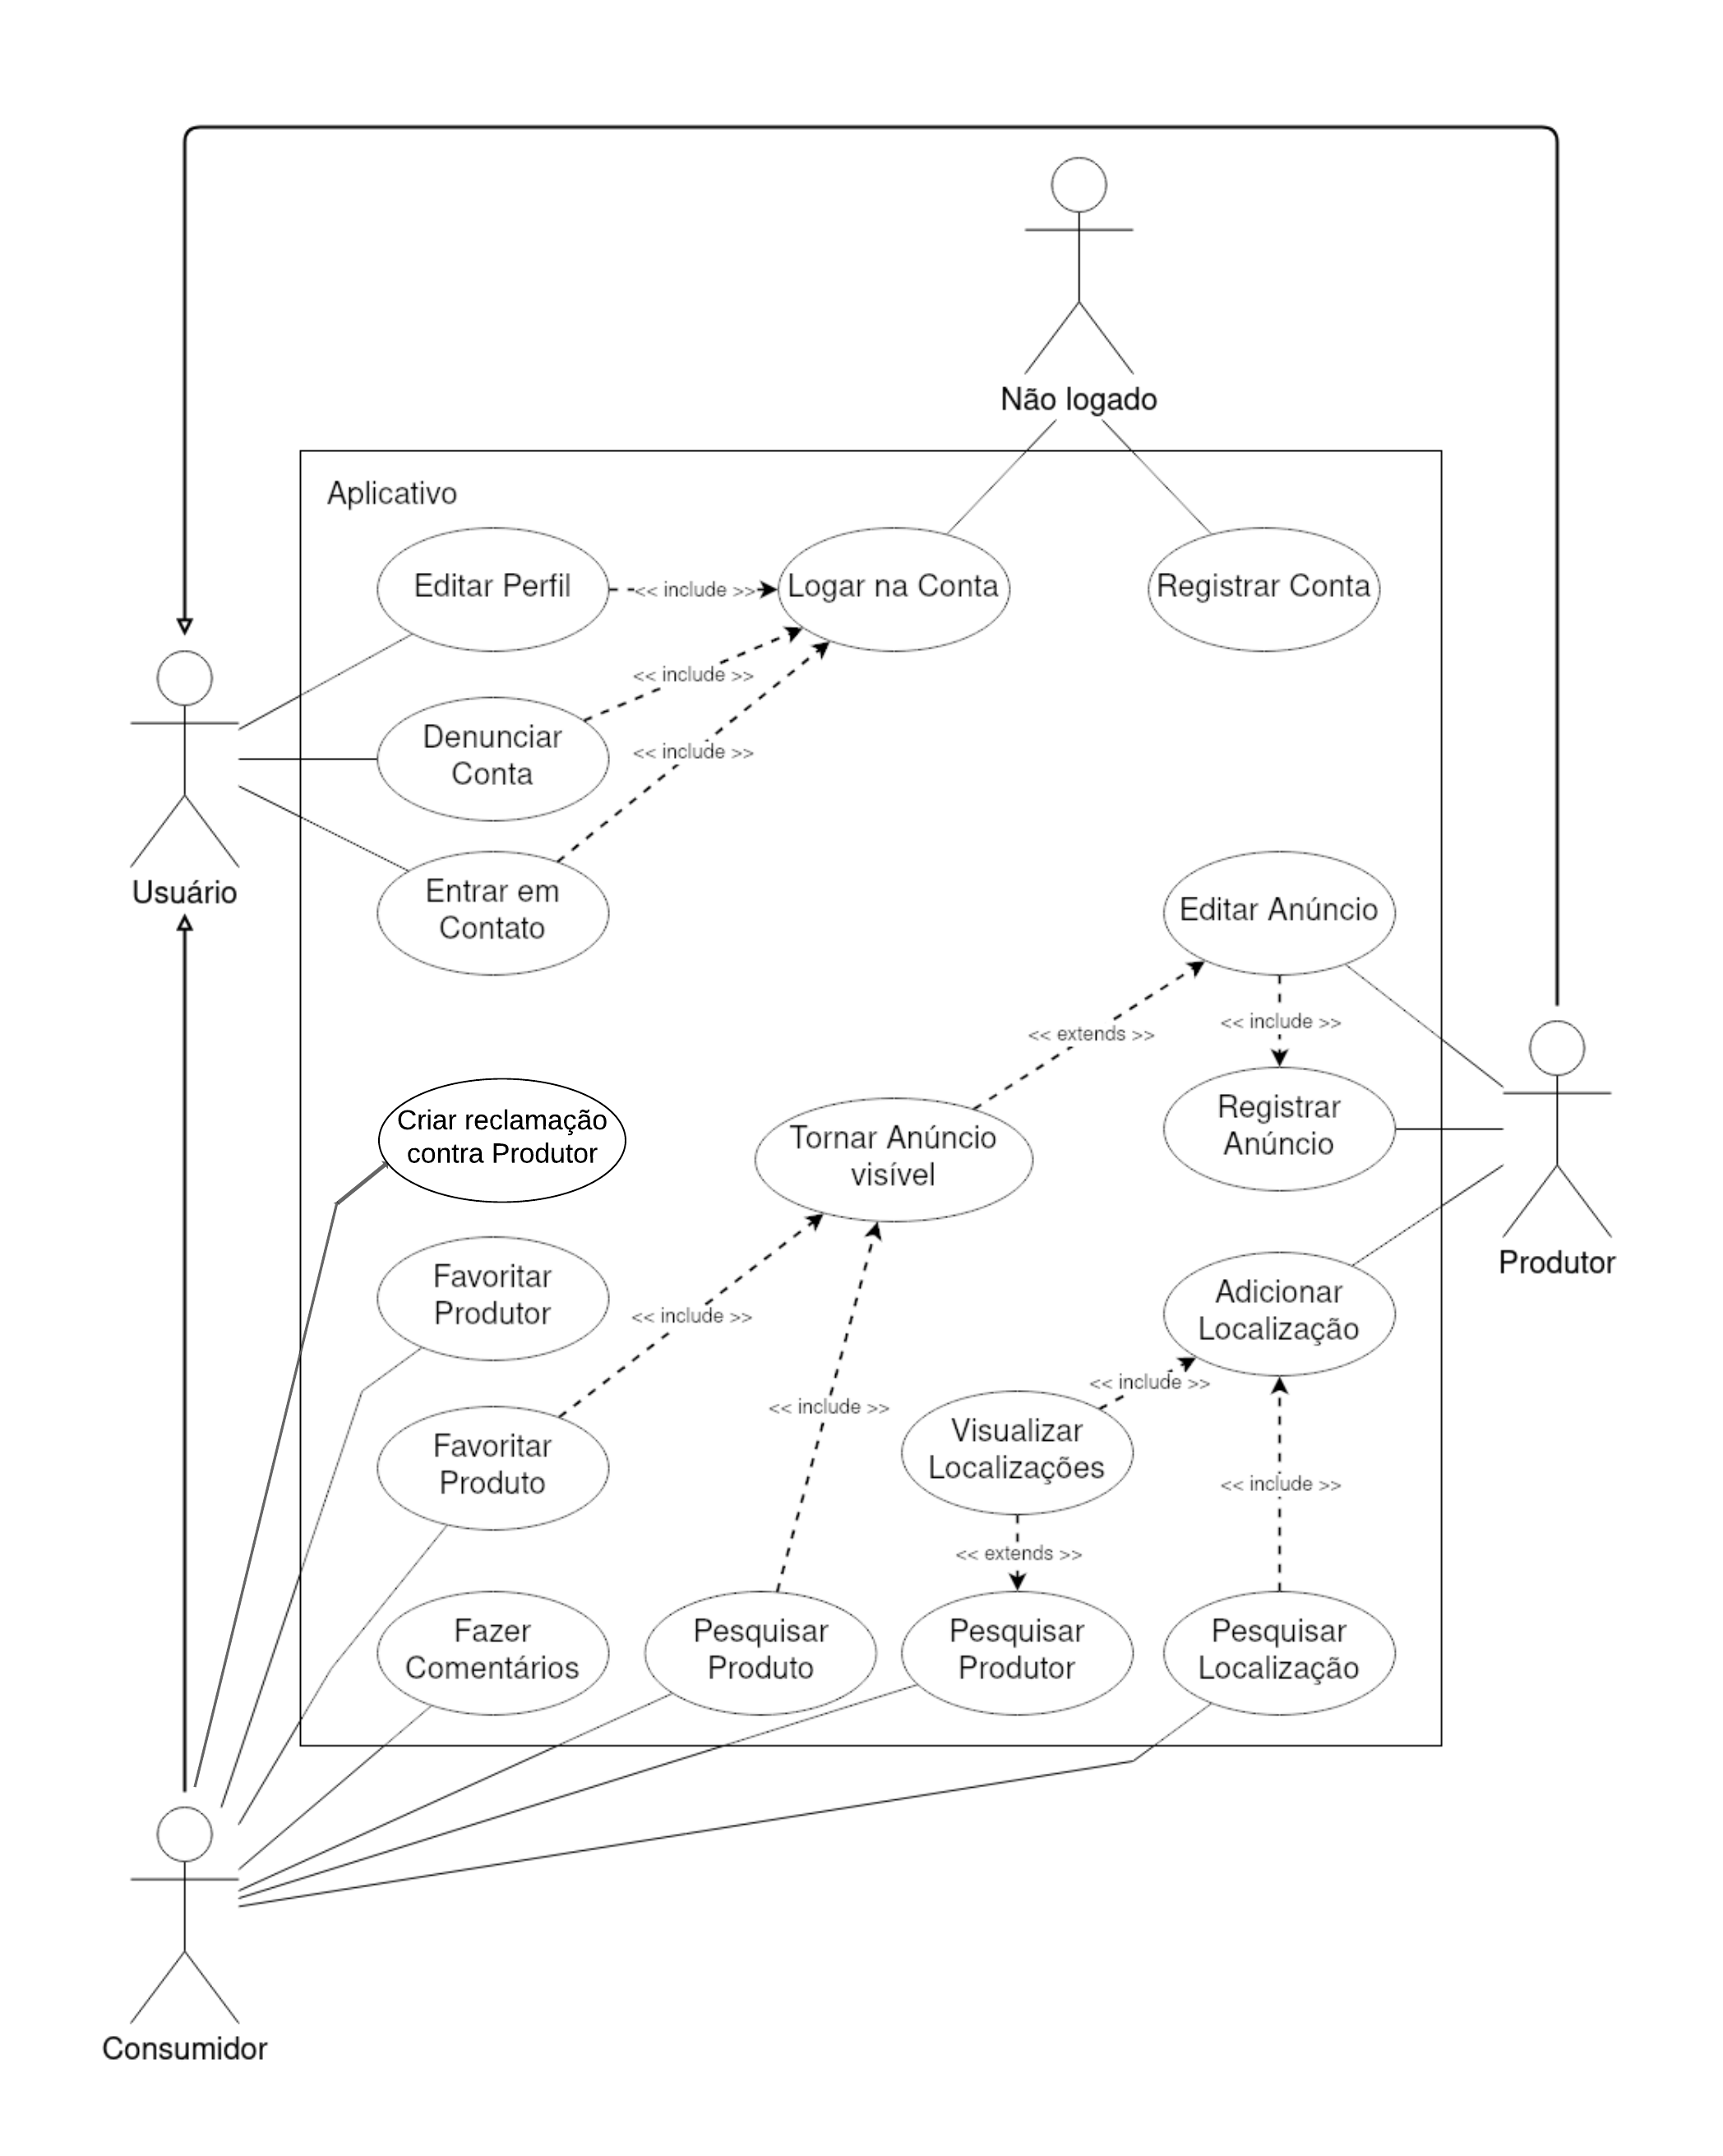 Não logado
Aplicativo
Editar Perfil
<< include >>
Logar na Conta
Registrar Conta
<< include >>
Denunciar
Conta
<< include >>
Usuário
Entrar em
Contato
Editar Anúncio
<< include >>
<< extends >>
Criar reclamação
contra Produtor
Tornar Anúncio
visível
Registrar
Anúncio
Produtor
Favoritar
Produtor
<< include >>
Adicionar
Localização
<< include >>
<< include >>
Favoritar
Produto
Visualizar
Localizações
<< include >>
<< extends >>
Fazer
Comentários
Pesquisar
Produto
Pesquisar
Produtor
Pesquisar
Localização
Consumidor